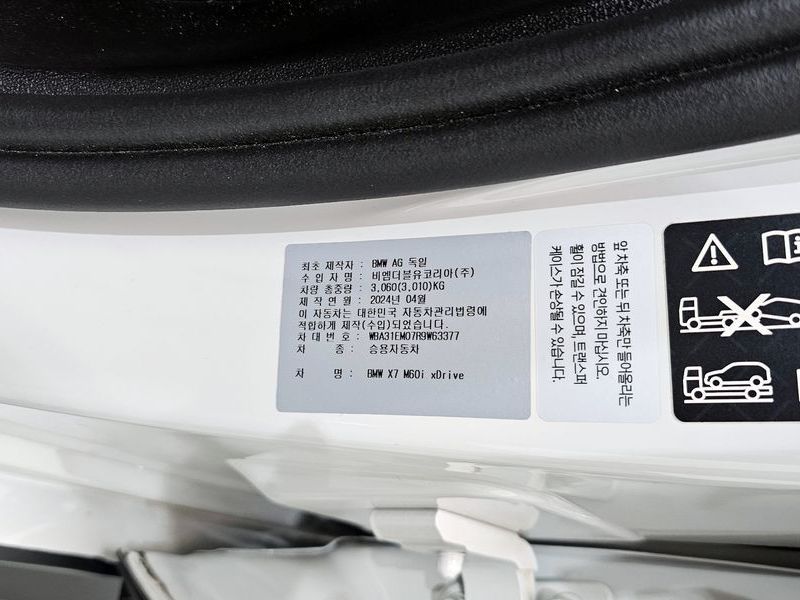 최초 제작자 : BMW AG 독일
수 입 자 명 : 비엠더블유코리아(주)
차량 총중량 : 3,060(3,010)KG
제 작 연 월 : 2024년 04월
이 자동차는 대한민국 자동차관리법령에
적합하게 제작(수입)되었습니다.
차 대 번 호 : WBA31EM07R9W63377
차 종 : 승용자동차
차 명 : BMW X7 M60i xDrive
앞 차축 또는 뒤 차축만 들어올리는
방법으로 견인하지 마십시오.
휠이 잠길 수 있으며, 트랜스퍼
케이스가 손상될 수 있습니다.